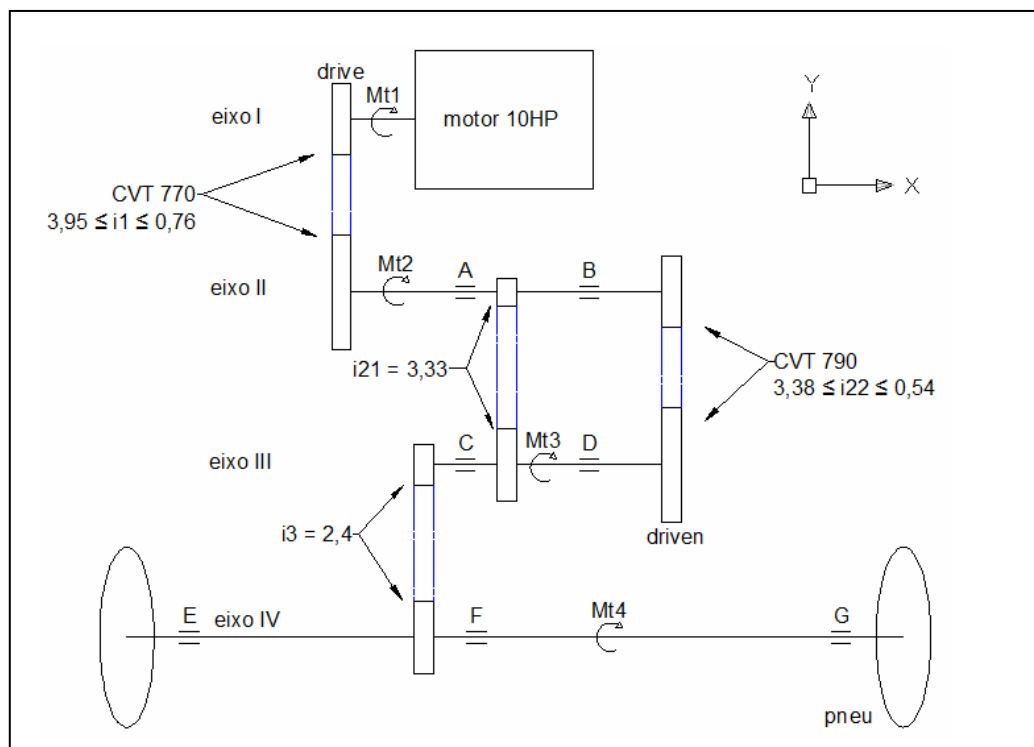 drive
Mt1
eixo I
motor 10HP
Y
X
CVT 770
3,95 ≤ i1 ≤ 0,76
Mt2
A
B
eixo II
i21 = 3,33
CVT 790
3,38 ≤ i22 ≤ 0,54
C
Mt3
D
eixo III
i3 = 2,4
driven
E
eixo IV
F
Mt4
G
pneu